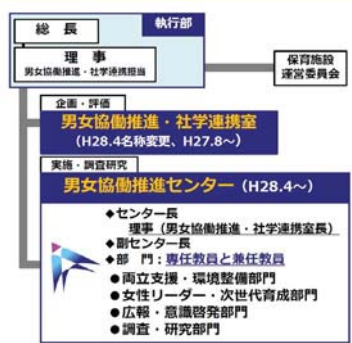 執行部
総 長
理 事
男女協働推進・社学連携担当
保育施設
運営委員会
企画・評価
男女協働推進・社学連携室
（H28.4名称変更、H27.8～）
実施・調査研究
男女協働推進センター（H28.4～）
◆センター長
理事（男女協働推進・社学連携室長）
◆副センター長
◆部 門：専任教員と兼任教員
●両立支援・環境整備部門
●女性リーダー・次世代育成部門
●広報・意識啓発部門
●調査・研究部門